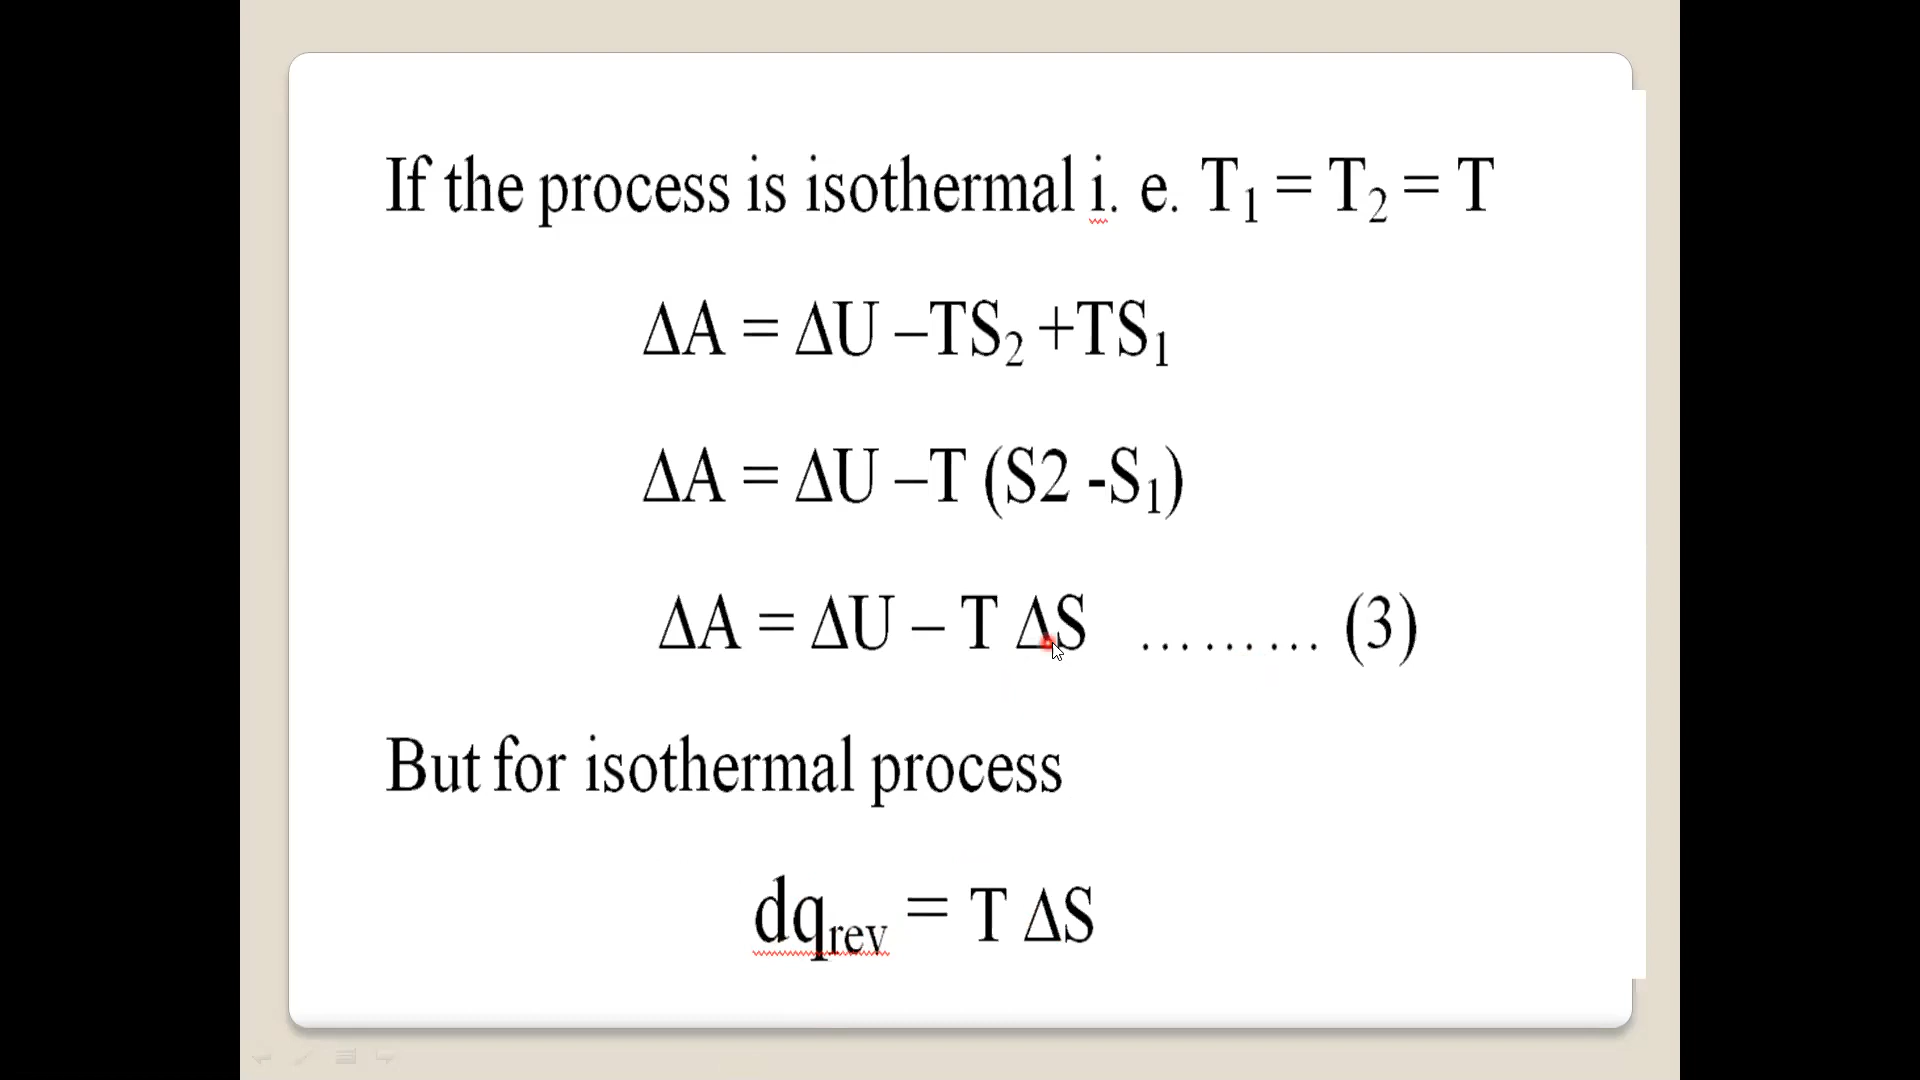 If the process is isothermal i. e. T₁ = T₂ = T
ΔA = ΔU –TS₂ +TS₁
ΔA = ΔU –T (S2 -S₁)
ΔA = ΔU – T ΔS ……… (3)
But for isothermal process
dqrev = T ΔS